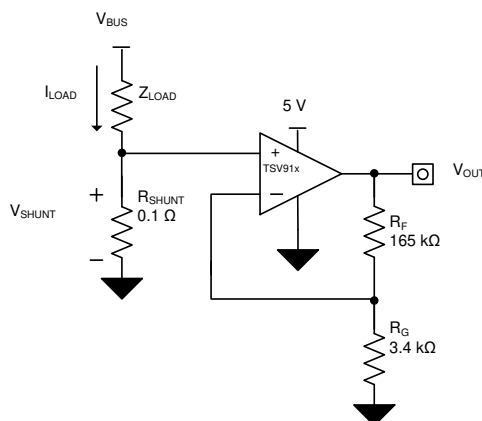 VBUS
ILOAD
ZLOAD
5 V
+
TSV91x
−
VOUT
+
RSHUNT
0.1 Ω
VSHUNT
−
RF
165 kΩ
RG
3.4 kΩ